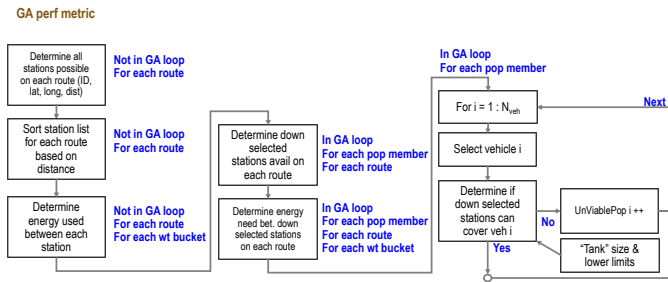 GA perf metric
Determine all
stations possible
on each route (ID,
lat, long, dist)
Not in GA loop
For each route
Sort station list
for each route
based on
distance
Not in GA loop
For each route
Determine
energy used
between each
station
Not in GA loop
For each route
For each wt bucket
Determine down
selected
stations avail on
each route
In GA loop
For each pop member
For each route
Determine energy
need bet. down
selected stations
on each route
In GA loop
For each pop member
For each route
For each wt bucket
In GA loop
For each pop member
For i = 1 : Nveh
Next
Select vehicle i
Determine if
down selected
stations can
cover veh i
No
UnViablePop i ++
Yes
"Tank" size &
lower limits